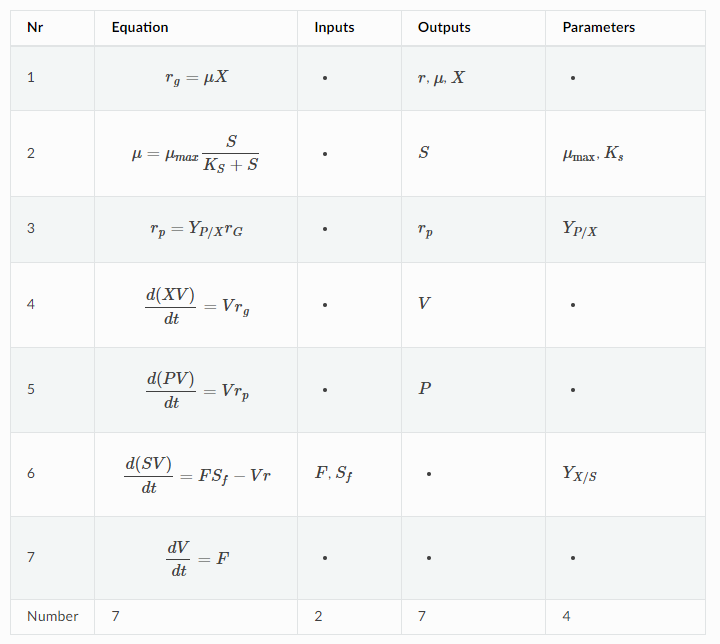 Nr Equation Inputs Outputs Parameters
1 $r_g = \mu X$ • $r, \mu, X$ •
2 $\mu = \mu_{max} \frac{S}{K_S + S}$ • $S$ $\mu_{\text{max}}, K_s$
3 $r_p = Y_{P/X} r_G$ • $r_p$ $Y_{P/X}$
4 $\frac{d(XV)}{dt} = V r_g$ • $V$ •
5 $\frac{d(PV)}{dt} = V r_p$ • $P$ •
6 $\frac{d(SV)}{dt} = F S_f - V r$ $F, S_f$ • $Y_{X/S}$
7 $\frac{dV}{dt} = F$ • • •
Number 7 2 7 4